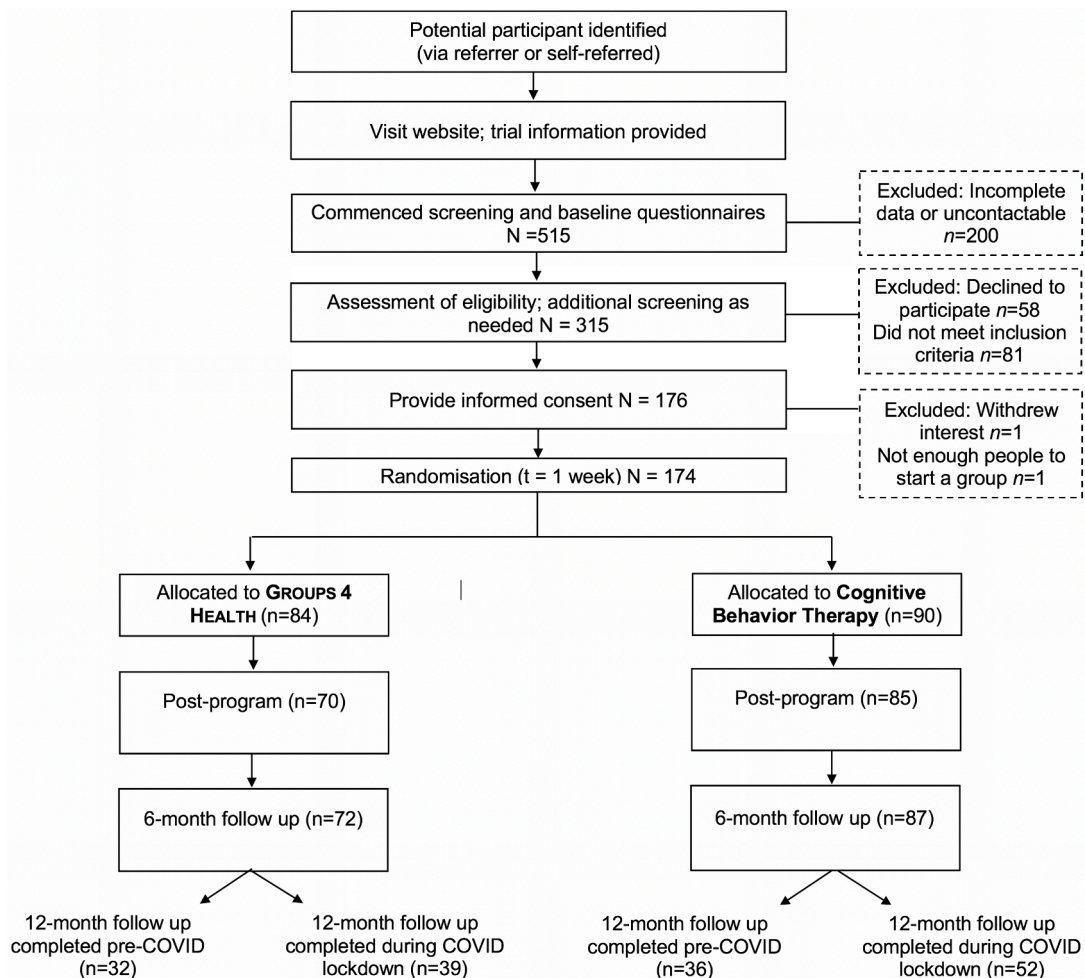 Potential participant identified
(via referrer or self-referred)
Visit website; trial information provided
Commenced screening and baseline questionnaires
N =515
Excluded: Incomplete
data or uncontactable
n=200
Assessment of eligibility; additional screening as
needed N = 315
Excluded: Declined to
participate n=58
Did not meet inclusion
criteria n=81
Provide informed consent N = 176
Excluded: Withdrew
interest n=1
Not enough people to
start a group n=1
Randomisation (t = 1 week) N = 174
Allocated to GROUPS 4
HEALTH (n=84)
Allocated to Cognitive
Behavior Therapy (n=90)
Post-program (n=70)
Post-program (n=85)
6-month follow up (n=72)
6-month follow up (n=87)
12-month follow up
completed pre-COVID
(n=32)
12-month follow up
completed during COVID
lockdown (n=39)
12-month follow up
completed pre-COVID
(n=36)
12-month follow up
completed during COVID
lockdown (n=52)